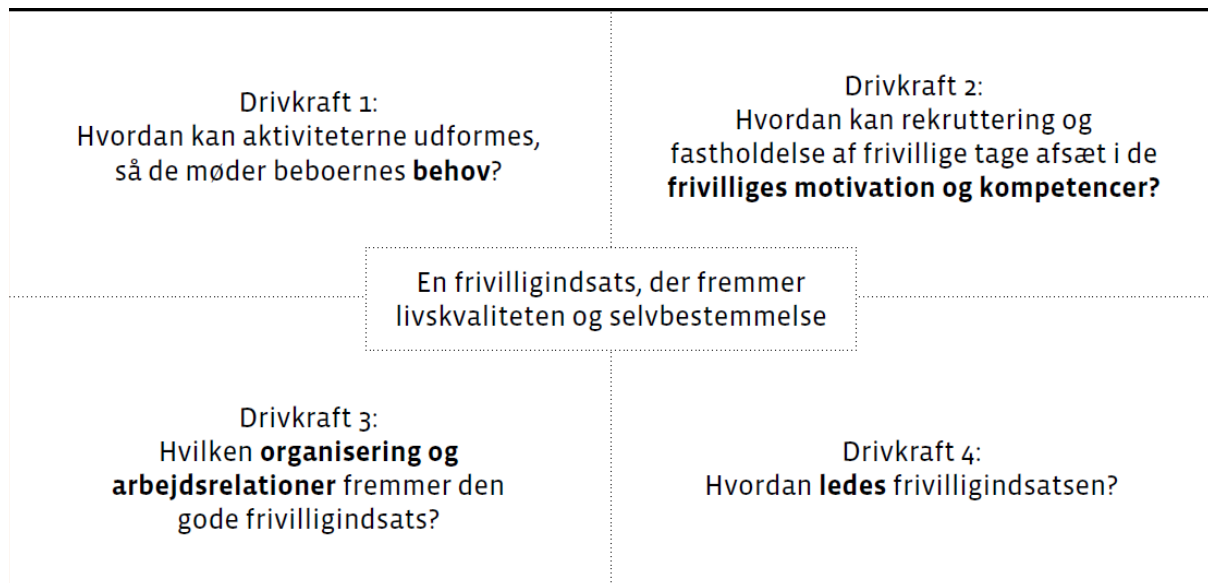 Drivkraft 1:
Hvordan kan aktiviteterne udformes,
så de møder beboernes behov?
Drivkraft 2:
Hvordan kan rekruttering og
fastholdelse af frivillige tage afsæt i de
frivilliges motivation og kompetencer?
En frivilligindsats, der fremmer
livskvaliteten og selvbestemmelse
Drivkraft 3:
Hvilken organisering og
arbejdsrelationer fremmer den
gode frivilligindsats?
Drivkraft 4:
Hvordan ledes frivilligindsatsen?